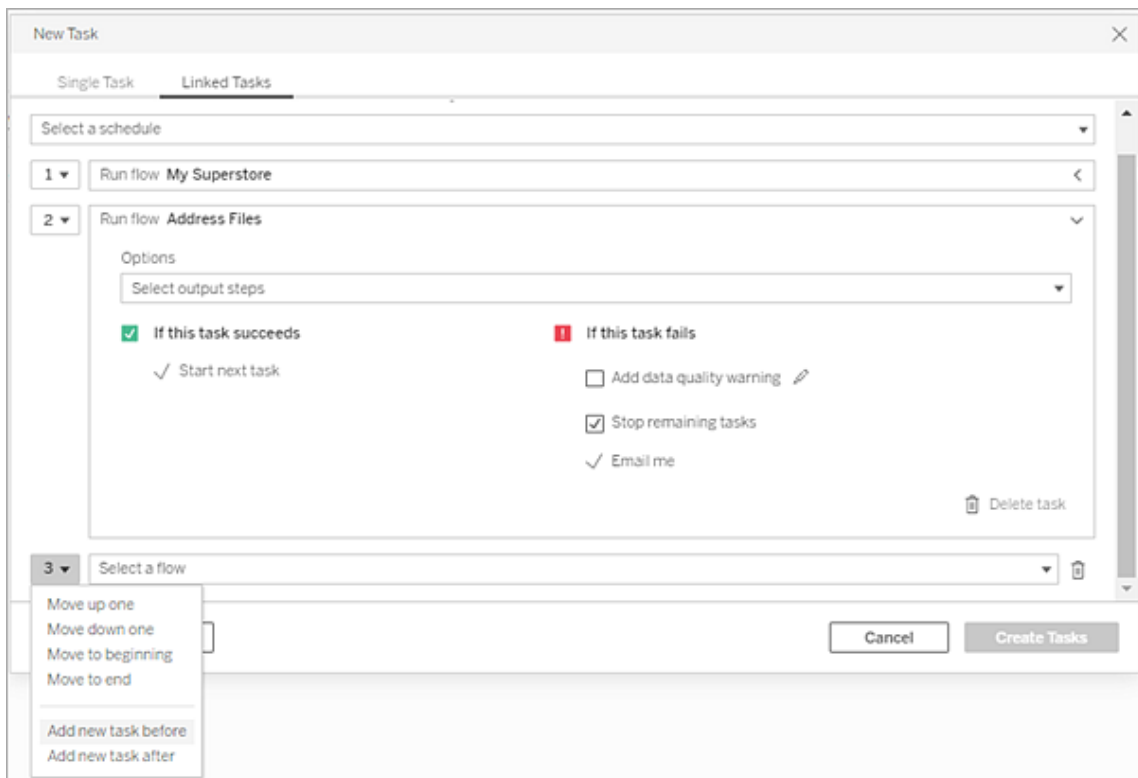 New Task
Single Task
Linked Tasks
Select a schedule
1
Run flow My Superstore
2
Run flow Address Files
Options
Select output steps
If this task succeeds
If this task fails
Start next task
Add data quality warning
Stop remaining tasks
Email me
Delete task
3
Select a flow
Move up one
Move down one
Move to beginning
Move to end
Add new task before
Add new task after
Cancel
Create Tasks